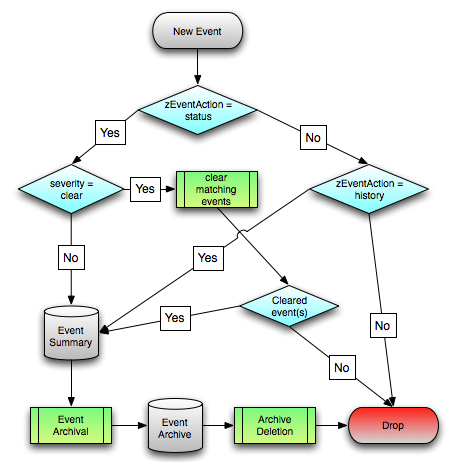 New Event
zEventAction =
status
Yes
No
severity =
clear
Yes
clear
matching
events
zEventAction =
history
No
Yes
Event
Summary
Yes
Cleared
event(s)
No
No
Event
Archival
Event
Archive
Archive
Deletion
Drop